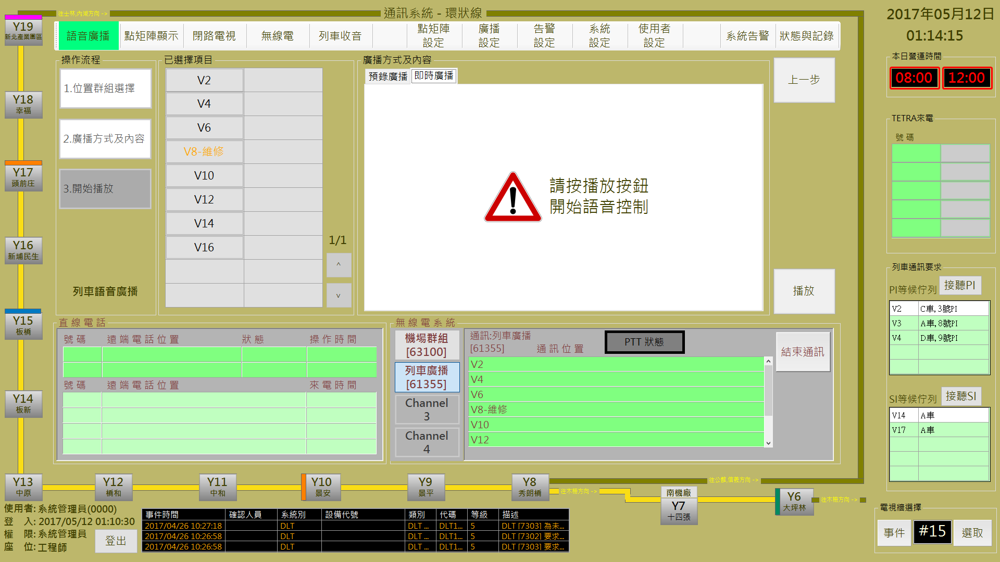 往士林,內湖方向 ->
通訊系統 - 環狀線
2017年05月12日
01:14:15
Y19
新北產業園區
語音廣播
點矩陣顯示
閉路電視
無線電
列車收音
點矩陣
設定
廣播
設定
告警
設定
系統
設定
使用者
設定
系統告警
狀態與記錄
操作流程
1.位置群組選擇
2.廣播方式及內容
3.開始播放
列車語音廣播
已選擇項目
V2
V4
V6
V8-維修
V10
V12
V14
V16
1/1
^
v
廣播方式及內容
預錄廣播
即時廣播
請按播放按鈕
開始語音控制
上一步
播放
本日營運時間
08:00
12:00
TETRA來電
號 碼
列車通訊要求
PI等候佇列
接聽PI
V2 C車,3號PI
V3 A車,8號PI
V4 D車,9號PI
SI等候佇列
接聽SI
V14 A車
V17 A車
Y18
幸福
Y17
頭前庄
Y16
新埔民生
Y15
板橋
Y14
板新
直 線 電 話
號 碼 遠 端 電 話 位 置 狀 態 操 作 時 間
號 碼 遠 端 電 話 位 置 來 電 時 間
無 線 電 系 統
機場群組
[63100]
列車廣播
[61355]
Channel
3
Channel
4
通訊:列車廣播
[61355]
通 訊 位 置
PTT 狀態
結束通訊
V2
V4
V6
V8-維修
V10
V12
Y13
中原
Y12
橋和
Y11
中和
Y10
景安
Y9
景平
Y8
秀朗橋
往公館,信義方向 ->
往木柵方向 ->
南機廠
Y7
十四張
Y6
大坪林
往木柵方向 ->
使用者: 系統管理員(0000)
登 入: 2017/05/12 01:10:30
權 限: 系統管理員
座 位: 工程師
登出
事件時間 確認人員 系統別 設備代號 類別 代碼 等級 描述
2017/04/26 10:27:18 DLT DLT ... DLT1... 5 DLT [7303] 為未...
2017/04/26 10:26:58 DLT DLT ... DLT1... 5 DLT [7302] 要求...
2017/04/26 10:26:58 DLT DLT ... DLT1... 5 DLT [7303] 要求...
電視牆選擇
事件
#15
選取